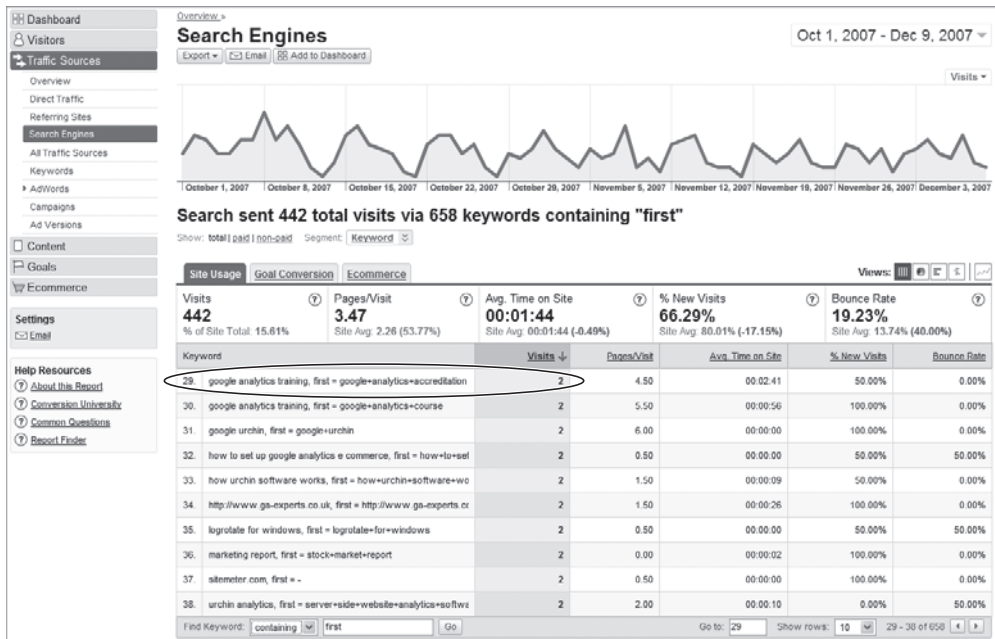 Dashboard
Visitors
Traffic Sources
Overview
Direct Traffic
Referring Sites
Search Engines
All Traffic Sources
Keywords
AdWords
Campaigns
Ad Versions
Content
Goals
Ecommerce
Settings
Email
Help Resources
About this Report
Conversion University
Common Questions
Report Finder
Overview »
Search Engines
Oct 1, 2007 - Dec 9, 2007
Export Email Add to Dashboard
Visits
October 1, 2007 October 8, 2007 October 15, 2007 October 22, 2007 October 29, 2007 November 5, 2007 November 12, 2007 November 19, 2007 November 26, 2007 December 3, 2007
Search sent 442 total visits via 658 keywords containing "first"
Show: total | paid | non-paid Segment: Keyword
Site Usage Goal Conversion Ecommerce Views:
Visits ? Pages/Visit ? Avg. Time on Site ? % New Visits ? Bounce Rate ?
442 3.47 00:01:44 66.29% 19.23%
% of Site Total: 15.61% Site Avg: 2.26 (53.77%) Site Avg: 00:01:44 (-0.49%) Site Avg: 80.01% (-17.15%) Site Avg: 13.74% (40.00%)
Keyword Visits ↓ Pages/Visit Avg. Time on Site % New Visits Bounce Rate
29. google analytics training, first = google+analytics+accreditation 2 4.50 00:02:41 50.00% 0.00%
30. google analytics training, first = google+analytics+course 2 5.50 00:00:56 100.00% 0.00%
31. google urchin, first = google+urchin 2 6.00 00:00:00 100.00% 0.00%
32. how to set up google analytics e commerce, first = how+to+set 2 0.50 00:00:00 50.00% 50.00%
33. how urchin software works, first = how+urchin+software+wo 2 1.50 00:00:09 50.00% 0.00%
34. http://www.ga-experts.co.uk, first = http://www.ga-experts.cc 2 1.50 00:00:26 100.00% 0.00%
35. logrotate for windows, first = logrotate+for+windows 2 0.50 00:00:00 50.00% 50.00%
36. marketing report, first = stock+market+report 2 0.00 00:00:02 100.00% 0.00%
37. sitemeter.com, first = - 2 0.50 00:00:00 100.00% 0.00%
38. urchin analytics, first = server+side+website+analytics+softwa 2 2.00 00:00:10 0.00% 50.00%
Find Keyword: containing first Go Go to: 29 Show rows: 10 29 - 38 of 658